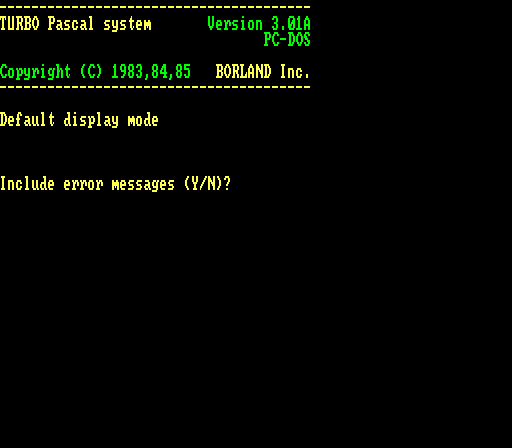 ---------------------------------------
TURBO Pascal system       Version 3.01A
                                 PC-DOS
Copyright (C) 1983,84,85   BORLAND Inc.
---------------------------------------
Default display mode
Include error messages (Y/N)?